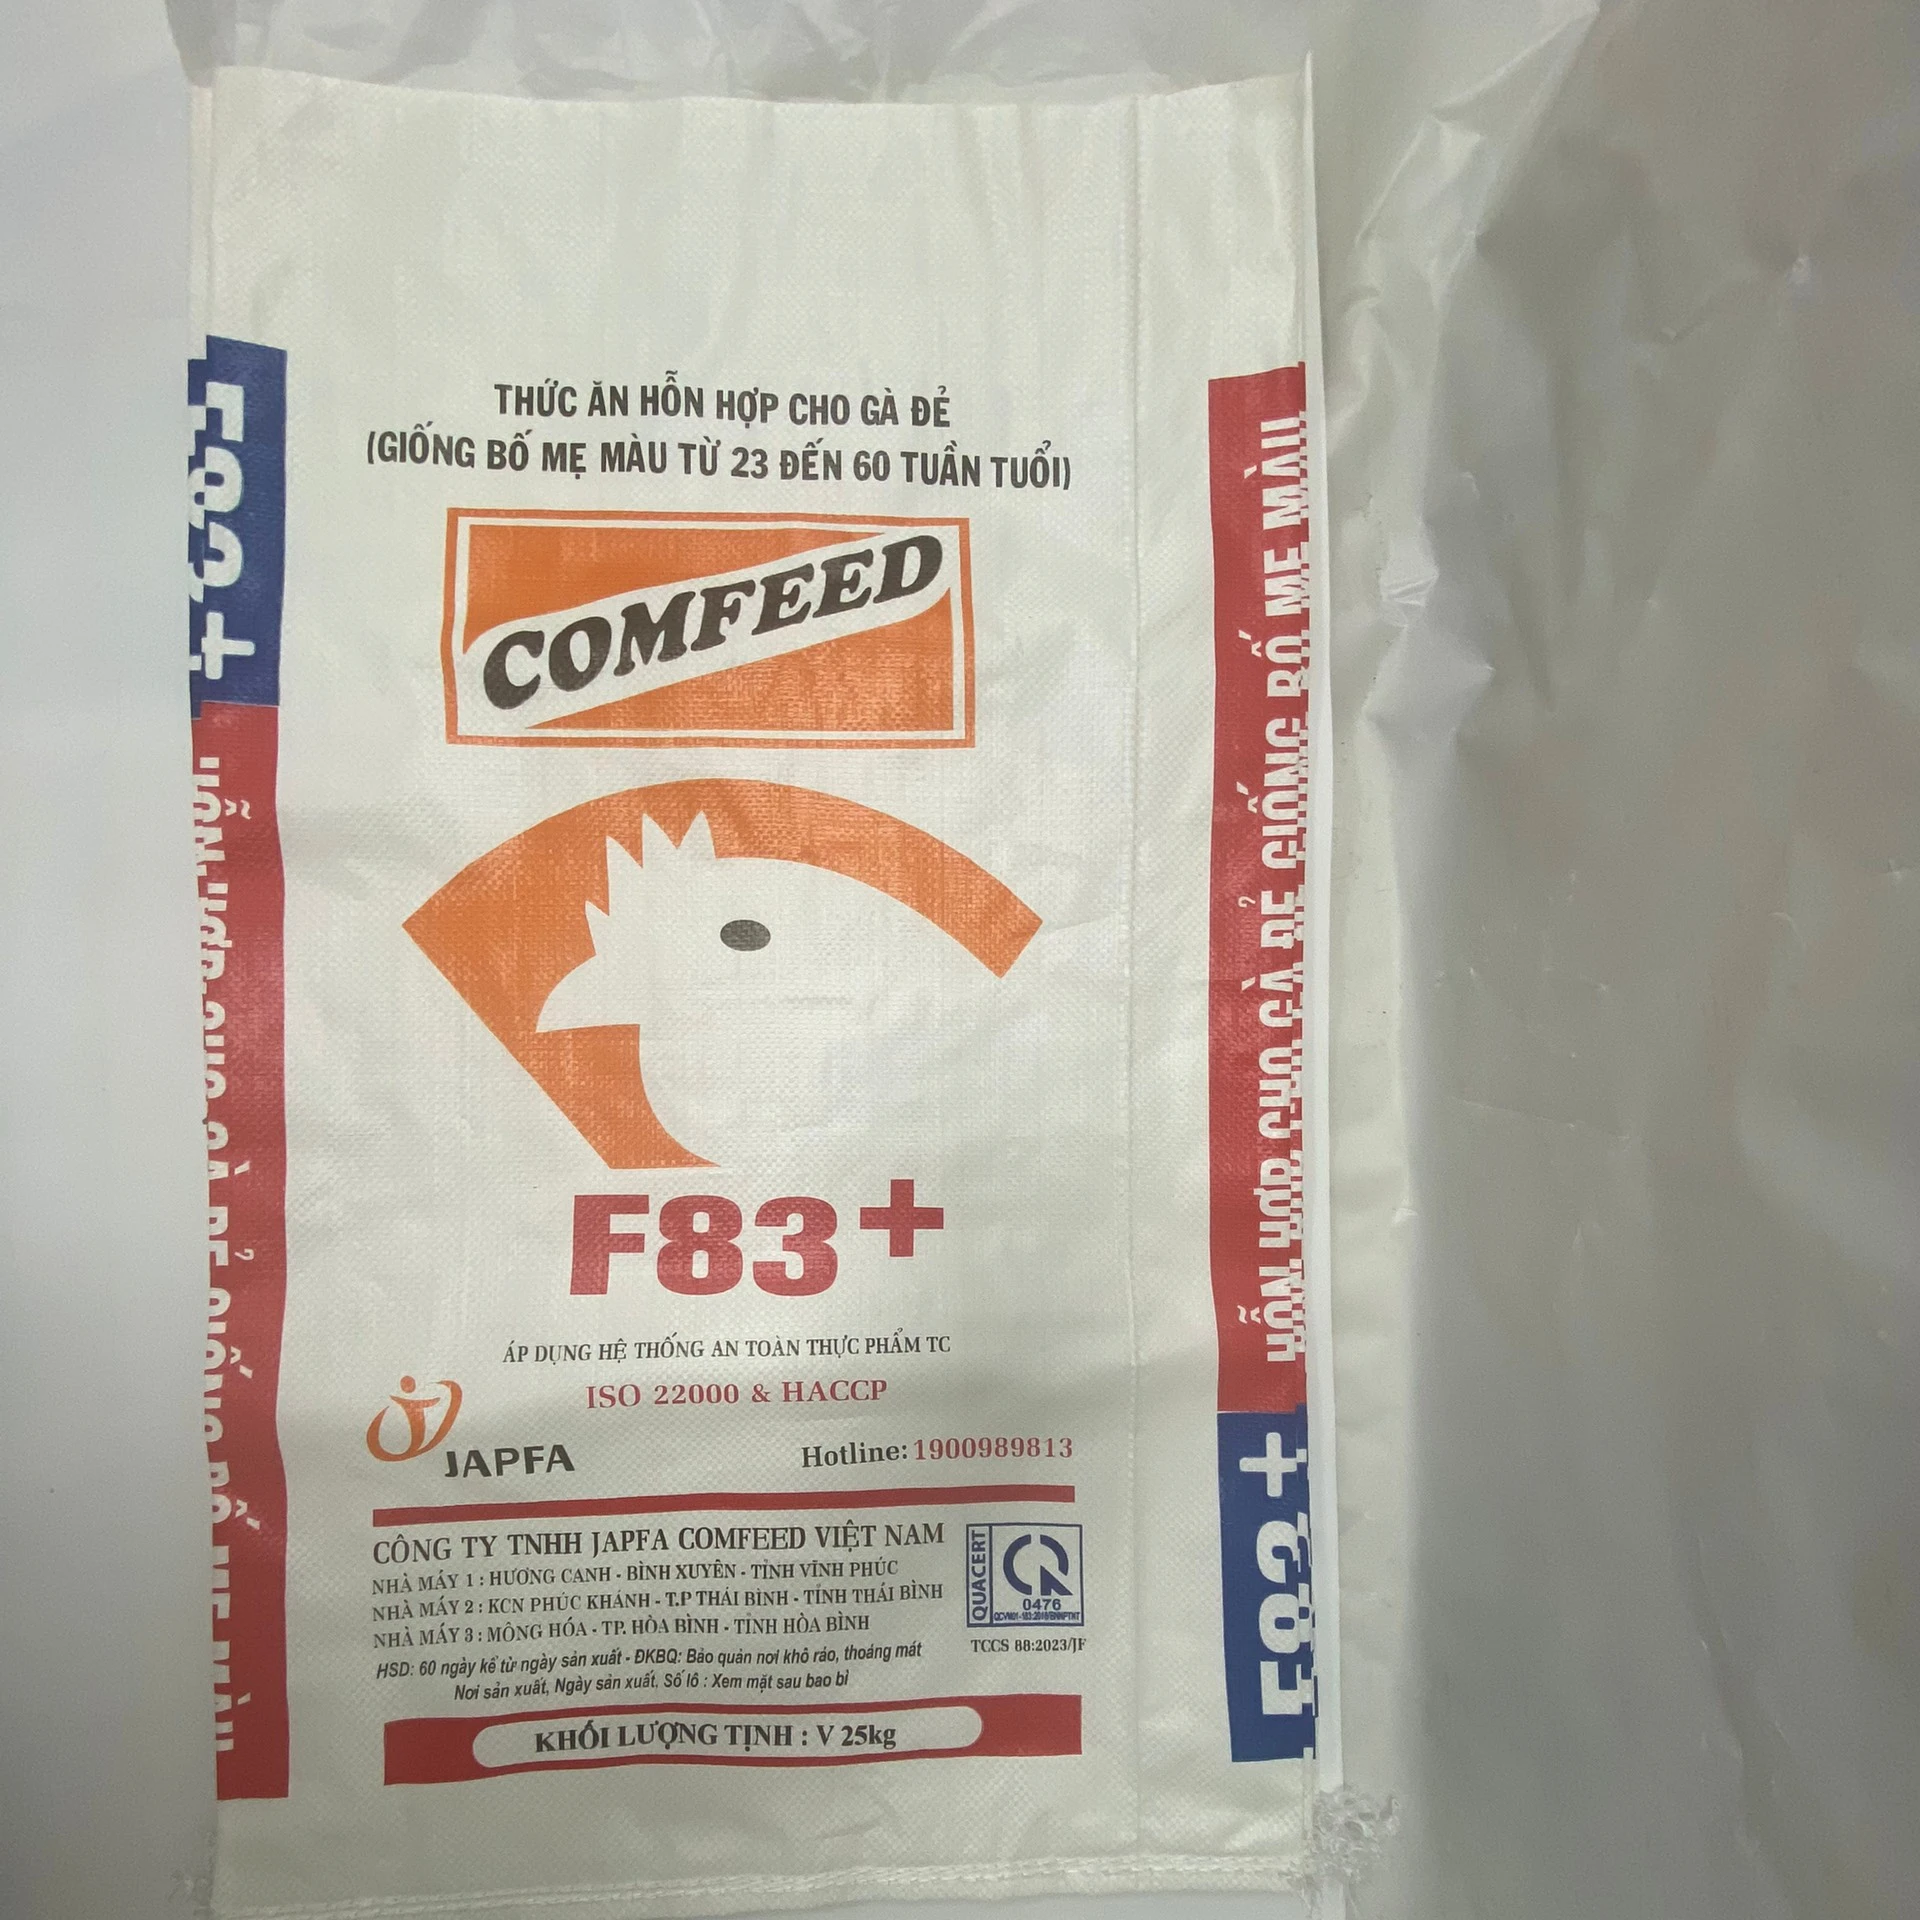 THỨC ĂN HỖN HỢP CHO GÀ ĐẺ
(GIỐNG BỐ MẸ MÀU TỪ 23 ĐẾN 60 TUẦN TUỔI)
COMFEED
F83+
ÁP DỤNG HỆ THỐNG AN TOÀN THỰC PHẨM TC
ISO 22000 & HACCP
JAPFA
Hotline: 1900989813
CÔNG TY TNHH JAPFA COMFEED VIỆT NAM
NHÀ MÁY 1 : HƯƠNG CANH - BÌNH XUYÊN - TỈNH VĨNH PHÚC
NHÀ MÁY 2 : KCN PHÚC KHÁNH - T.P THÁI BÌNH - TỈNH THÁI BÌNH
NHÀ MÁY 3 : MÔNG HÓA - TP. HÒA BÌNH - TỈNH HÒA BÌNH
HSD: 60 ngày kể từ ngày sản xuất - ĐKBQ: Bảo quản nơi khô ráo, thoáng mát
Nơi sản xuất, Ngày sản xuất, Số lô : Xem mặt sau bao bì
QUACERT
0476
TCCS 88:2023/JF
KHỐI LƯỢNG TỊNH : V 25kg
HỖN HỢP CHO GÀ ĐẺ GIỐNG BỐ MẸ MÀU
F83+